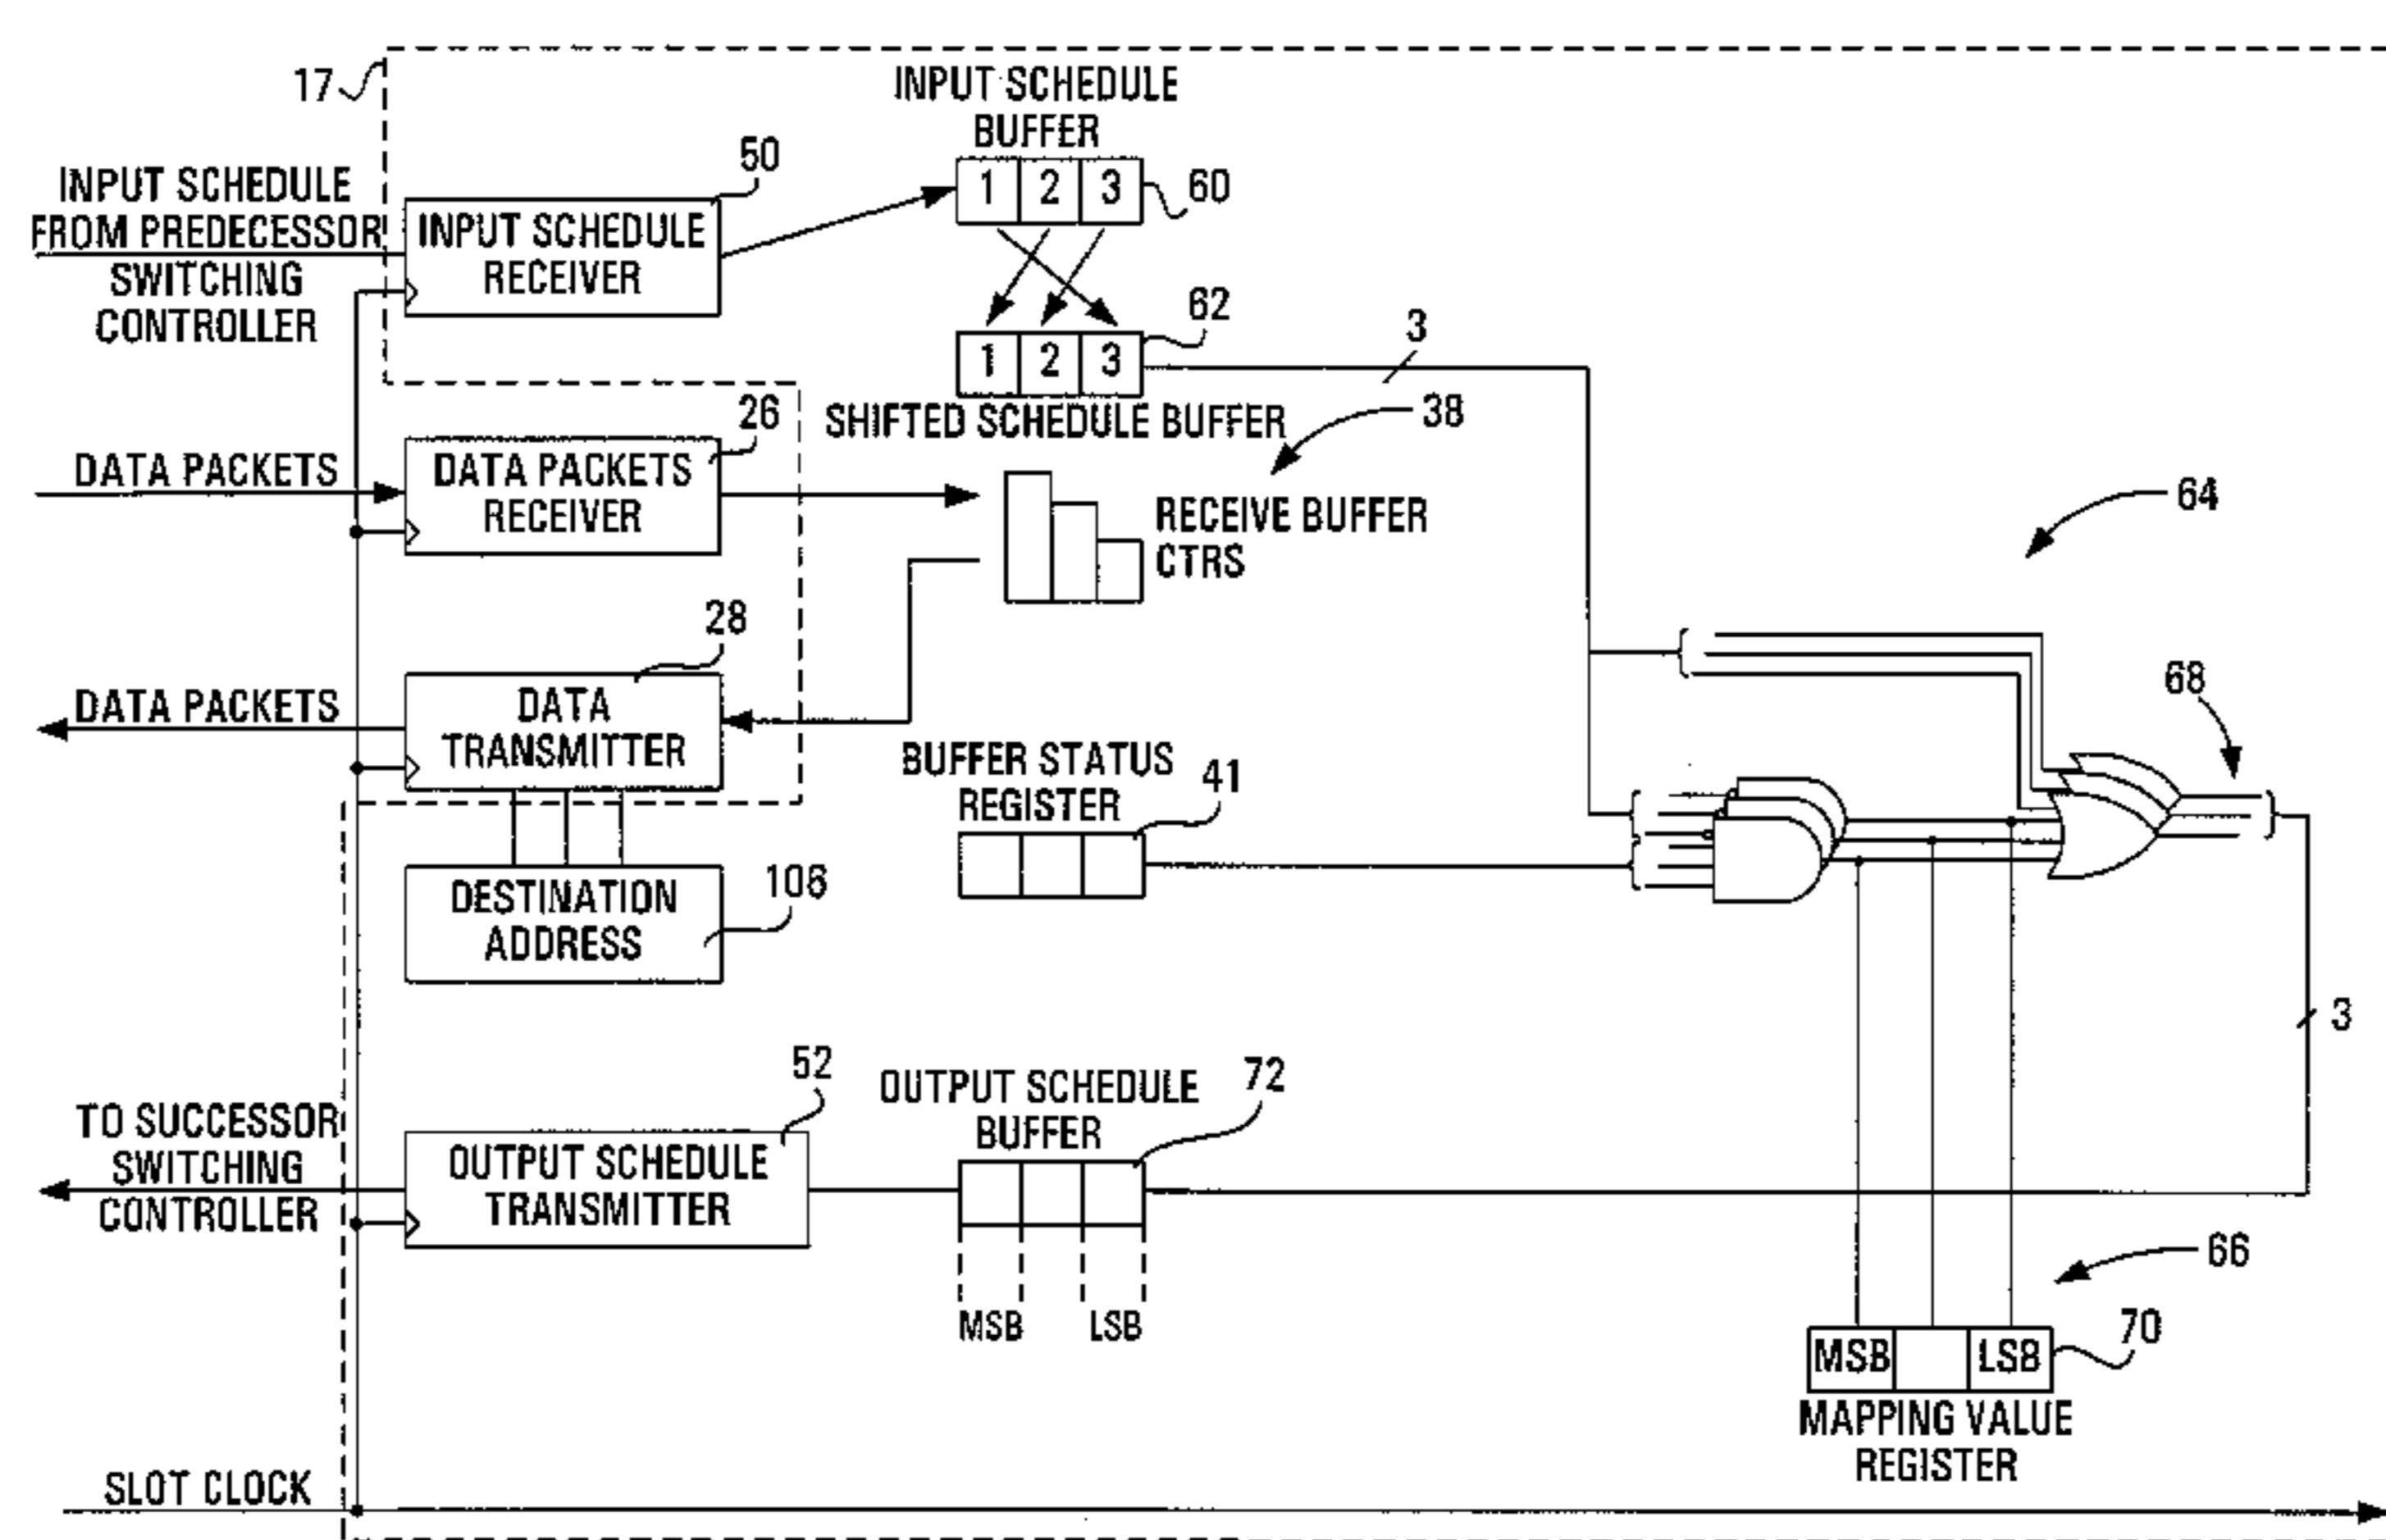 17
INPUT SCHEDULE
BUFFER
50
1 2 3
60
INPUT SCHEDULE
FROM PREDECESSOR
SWITCHING
CONTROLLER
INPUT SCHEDULE
RECEIVER
62
1 2 3
3
SHIFTED SCHEDULE BUFFER
38
26
DATA PACKETS
DATA PACKETS
RECEIVER
RECEIVE BUFFER
CTRS
64
28
DATA PACKETS
DATA
TRANSMITTER
68
BUFFER STATUS
REGISTER
41
DESTINATION
ADDRESS
106
3
52
OUTPUT SCHEDULE
BUFFER
72
TO SUCCESSOR
SWITCHING
CONTROLLER
OUTPUT SCHEDULE
TRANSMITTER
MSB LSB
66
MSB LSB
70
MAPPING VALUE
REGISTER
SLOT CLOCK